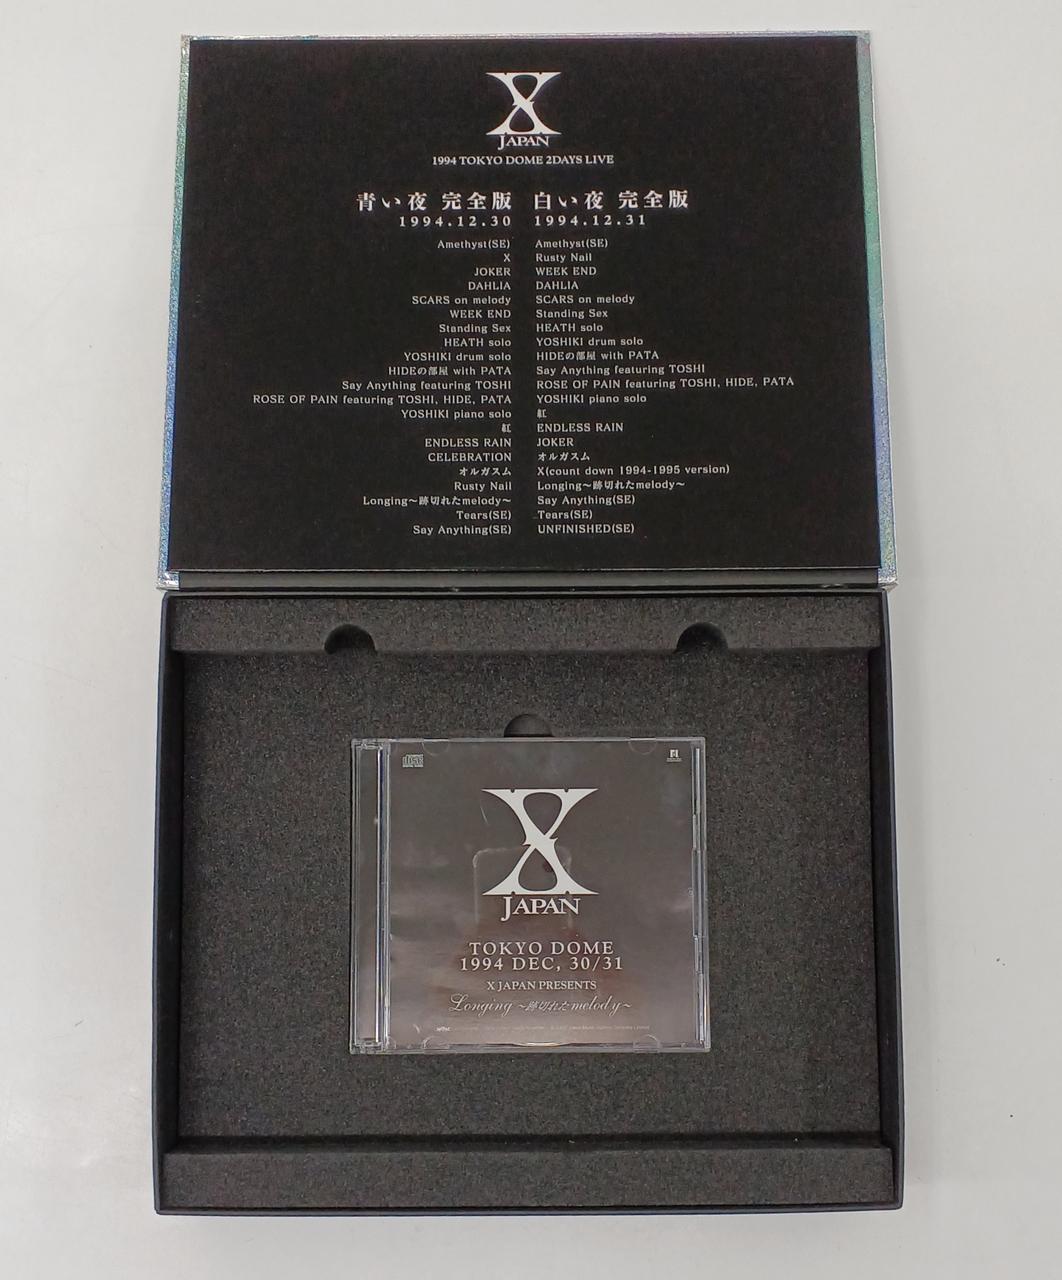 X
JAPAN
1994 TOKYO DOME 2DAYS LIVE
青い夜 完全版
1994.12.30
Amethyst(SE)
X
JOKER
DAHLIA
SCARS on melody
WEEK END
Standing Sex
HEATH solo
YOSHIKI drum solo
HIDEの部屋 with PATA
Say Anything featuring TOSHI
ROSE OF PAIN featuring TOSHI, HIDE, PATA
YOSHIKI piano solo
紅
ENDLESS RAIN
CELEBRATION
オルガスム
Rusty Nail
Longing～跡切れたmelody～
Tears(SE)
Say Anything(SE)
白い夜 完全版
1994.12.31
Amethyst(SE)
Rusty Nail
WEEK END
DAHLIA
SCARS on melody
Standing Sex
HEATH solo
YOSHIKI drum solo
HIDEの部屋 with PATA
Say Anything featuring TOSHI
ROSE OF PAIN featuring TOSHI, HIDE, PATA
YOSHIKI piano solo
紅
ENDLESS RAIN
JOKER
オルガスム
X(count down 1994-1995 version)
Longing～跡切れたmelody～
Say Anything(SE)
Tears(SE)
UNFINISHED(SE)
X
JAPAN
TOKYO DOME
1994 DEC, 30/31
X JAPAN PRESENTS
Longing ～跡切れたmelody～